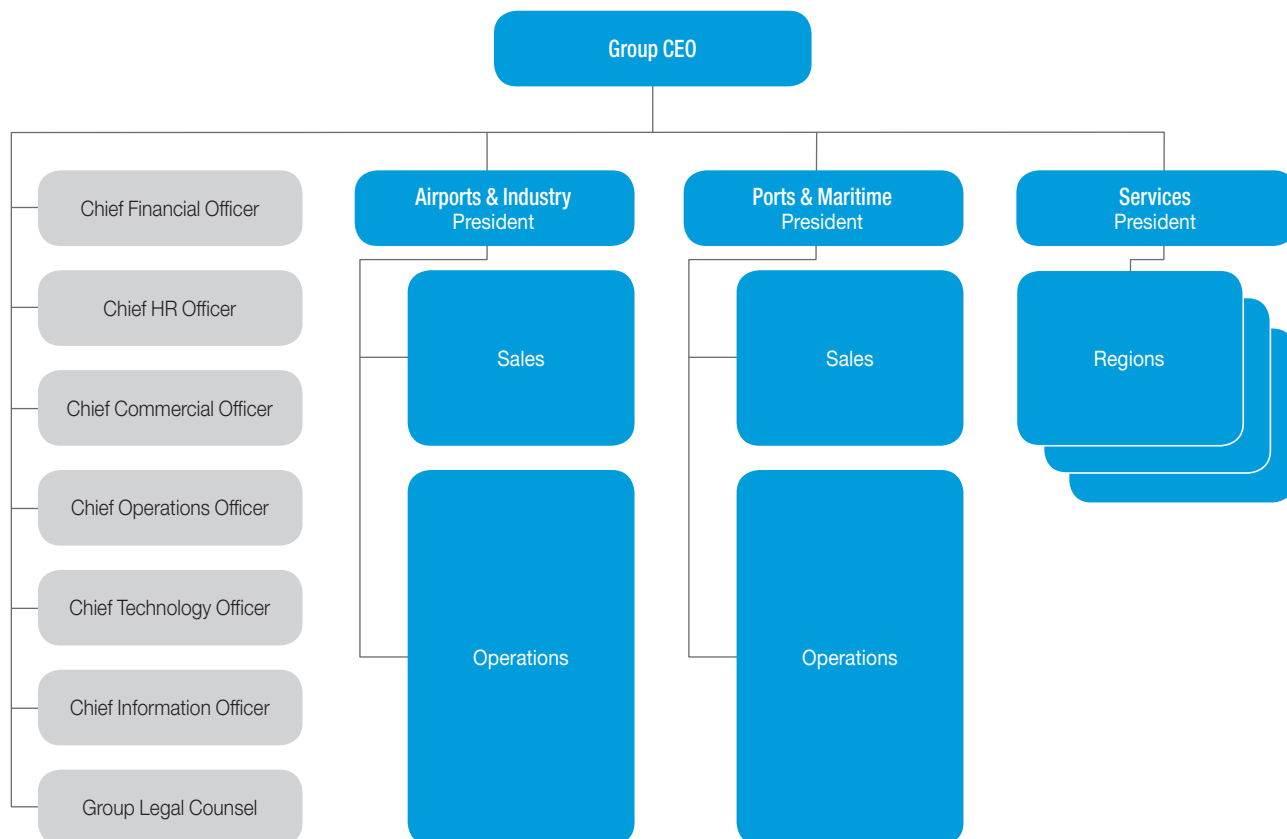 Group CEO
Chief Financial Officer
Chief HR Officer
Chief Commercial Officer
Chief Operations Officer
Chief Technology Officer
Chief Information Officer
Group Legal Counsel
Airports & Industry
President
Sales
Operations
Ports & Maritime
President
Sales
Operations
Services
President
Regions